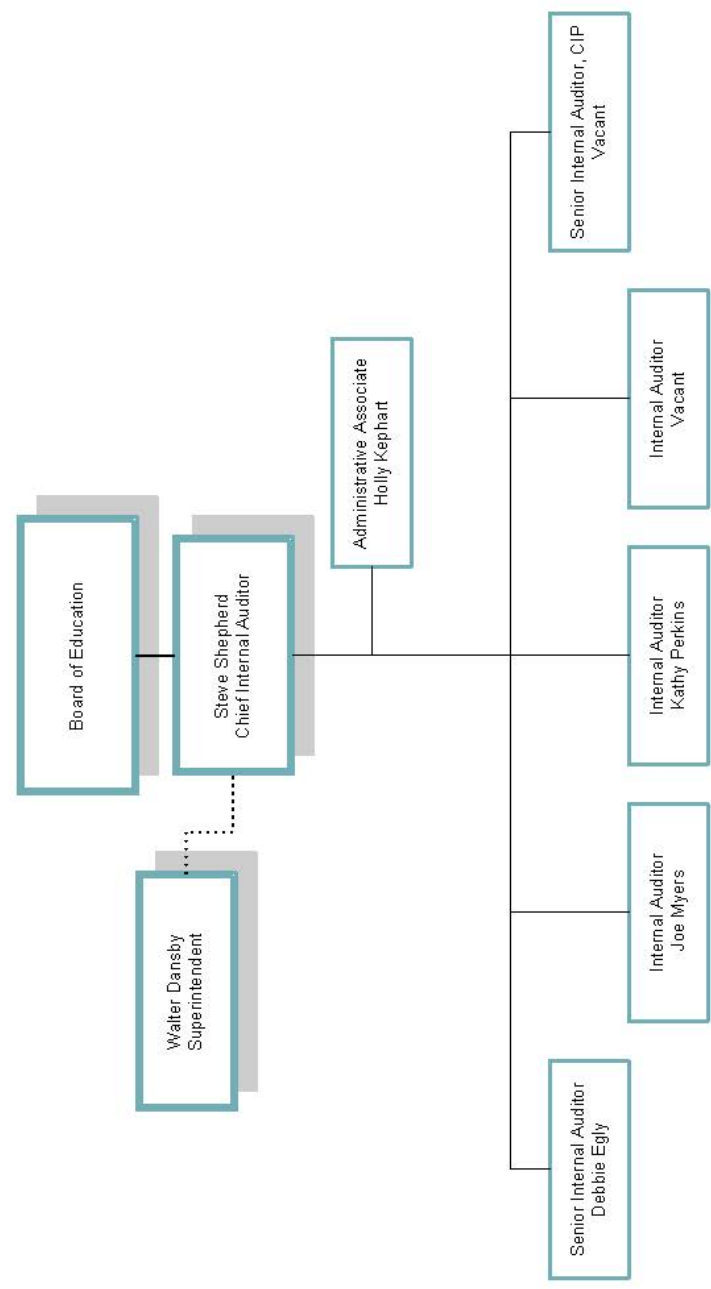 Board of Education
Walter Dansby
Superintendent
Steve Shepherd
Chief Internal Auditor
Administrative Associate
Holly Kephart
Senior Internal Auditor
Debbie Egly
Internal Auditor
Joe Myers
Internal Auditor
Kathy Perkins
Internal Auditor
Vacant
Senior Internal Auditor, CIP
Vacant